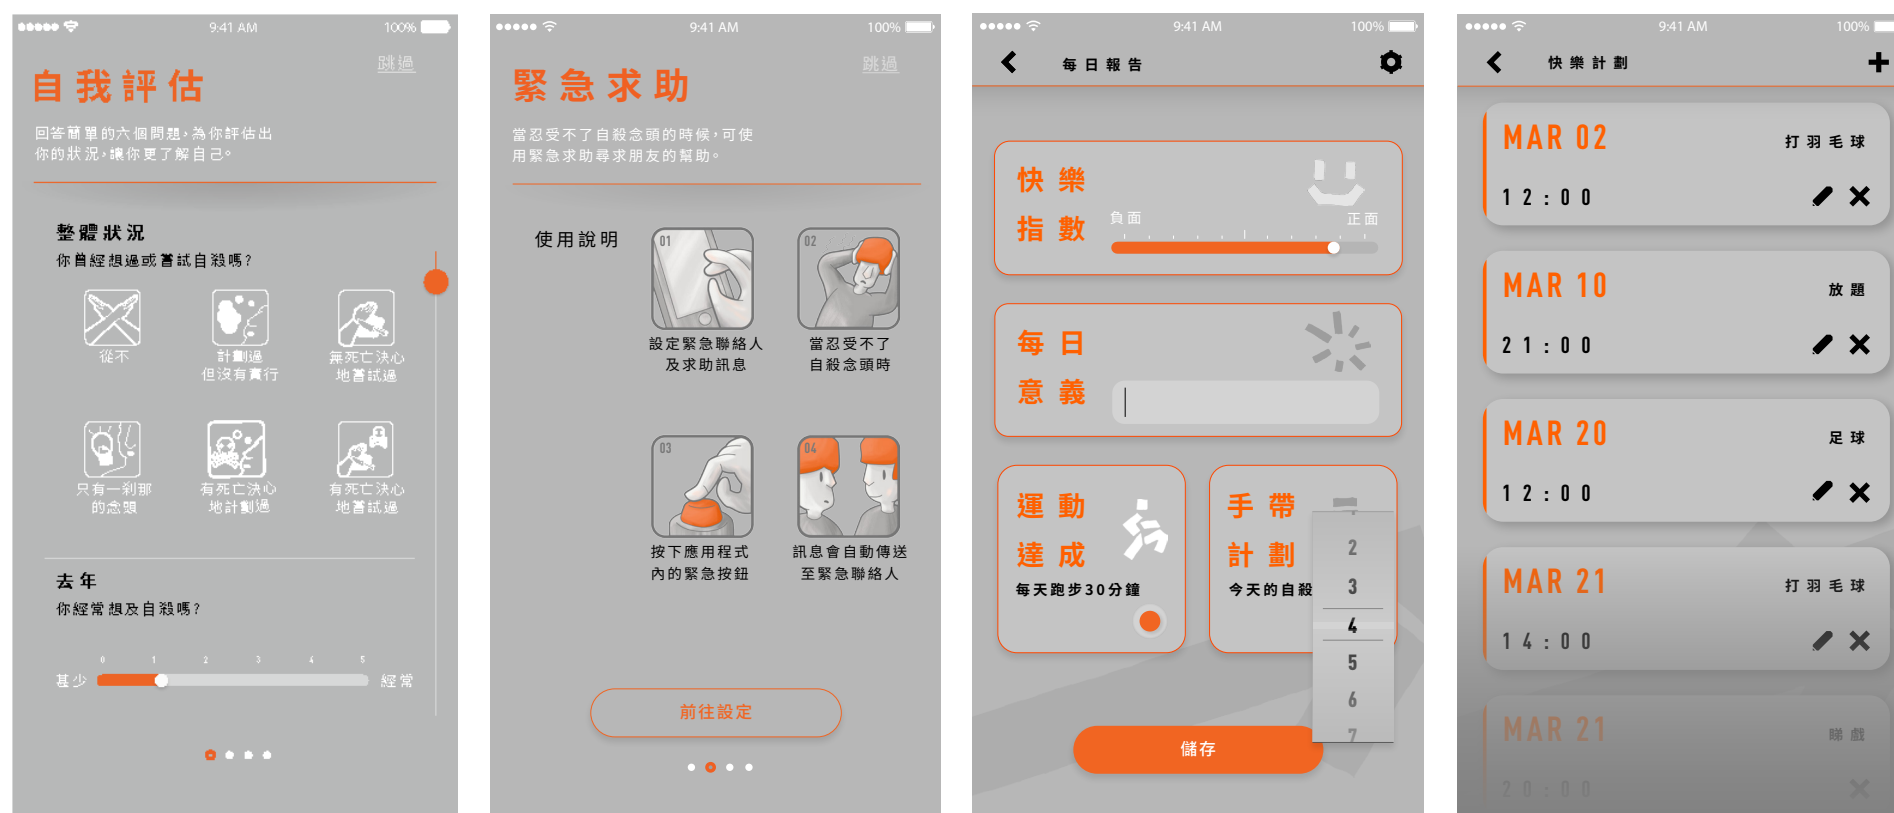 9:41 AM
100%
跳過
自我評估
回答簡單的六個問題，為你評估出
你的狀況，讓你更了解自己。
整體狀況
你曾經想過或嘗試自殺嗎？
從不
計劃過
但沒有實行
無死亡決心
地嘗試過
只有一剎那
的念頭
有死亡決心
地計劃過
有死亡決心
地嘗試過
去年
你經常想及自殺嗎？
0 1 2 3 4 5
甚少
經常
9:41 AM
100%
跳過
緊急求助
當忍受不了自殺念頭的時候，可使
用緊急求助尋求朋友的幫助。
使用說明
01
設定緊急聯絡人
及求助訊息
02
當忍受不了
自殺念頭時
03
按下應用程式
內的緊急按鈕
04
訊息會自動傳送
至緊急聯絡人
前往設定
9:41 AM
100%
每日報告
快樂
指數
負面
正面
每日
意義
運動
達成
每天跑步30分鐘
手帶
計劃
今天的自殺
2
3
4
5
6
7
儲存
9:41 AM
100%
快樂計劃
MAR 02
打羽毛球
12:00
MAR 10
放題
21:00
MAR 20
足球
12:00
MAR 21
打羽毛球
14:00
MAR 21
睇戲
20:00